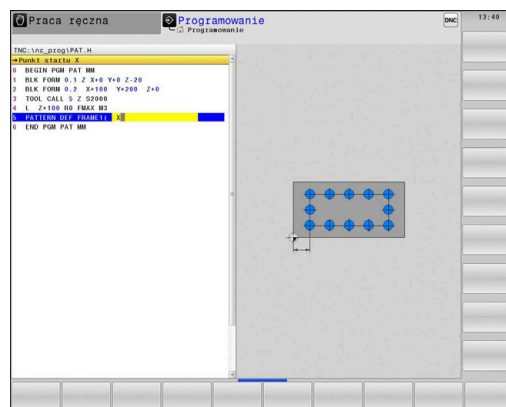 Praca ręczna
Programowanie
Programowanie
DNC
13:40
TNC:\nc_prog\PAT.H
→Punkt startu X
0 BEGIN PGM PAT MM
1 BLK FORM 0.1 Z X+0 Y+0 Z-20
2 BLK FORM 0.2 X+100 Y+200 Z+0
3 TOOL CALL 5 Z S2000
4 L Z+100 R0 FMAX M3
5 PATTERN DEF FRAME1( X
6 END PGM PAT MM